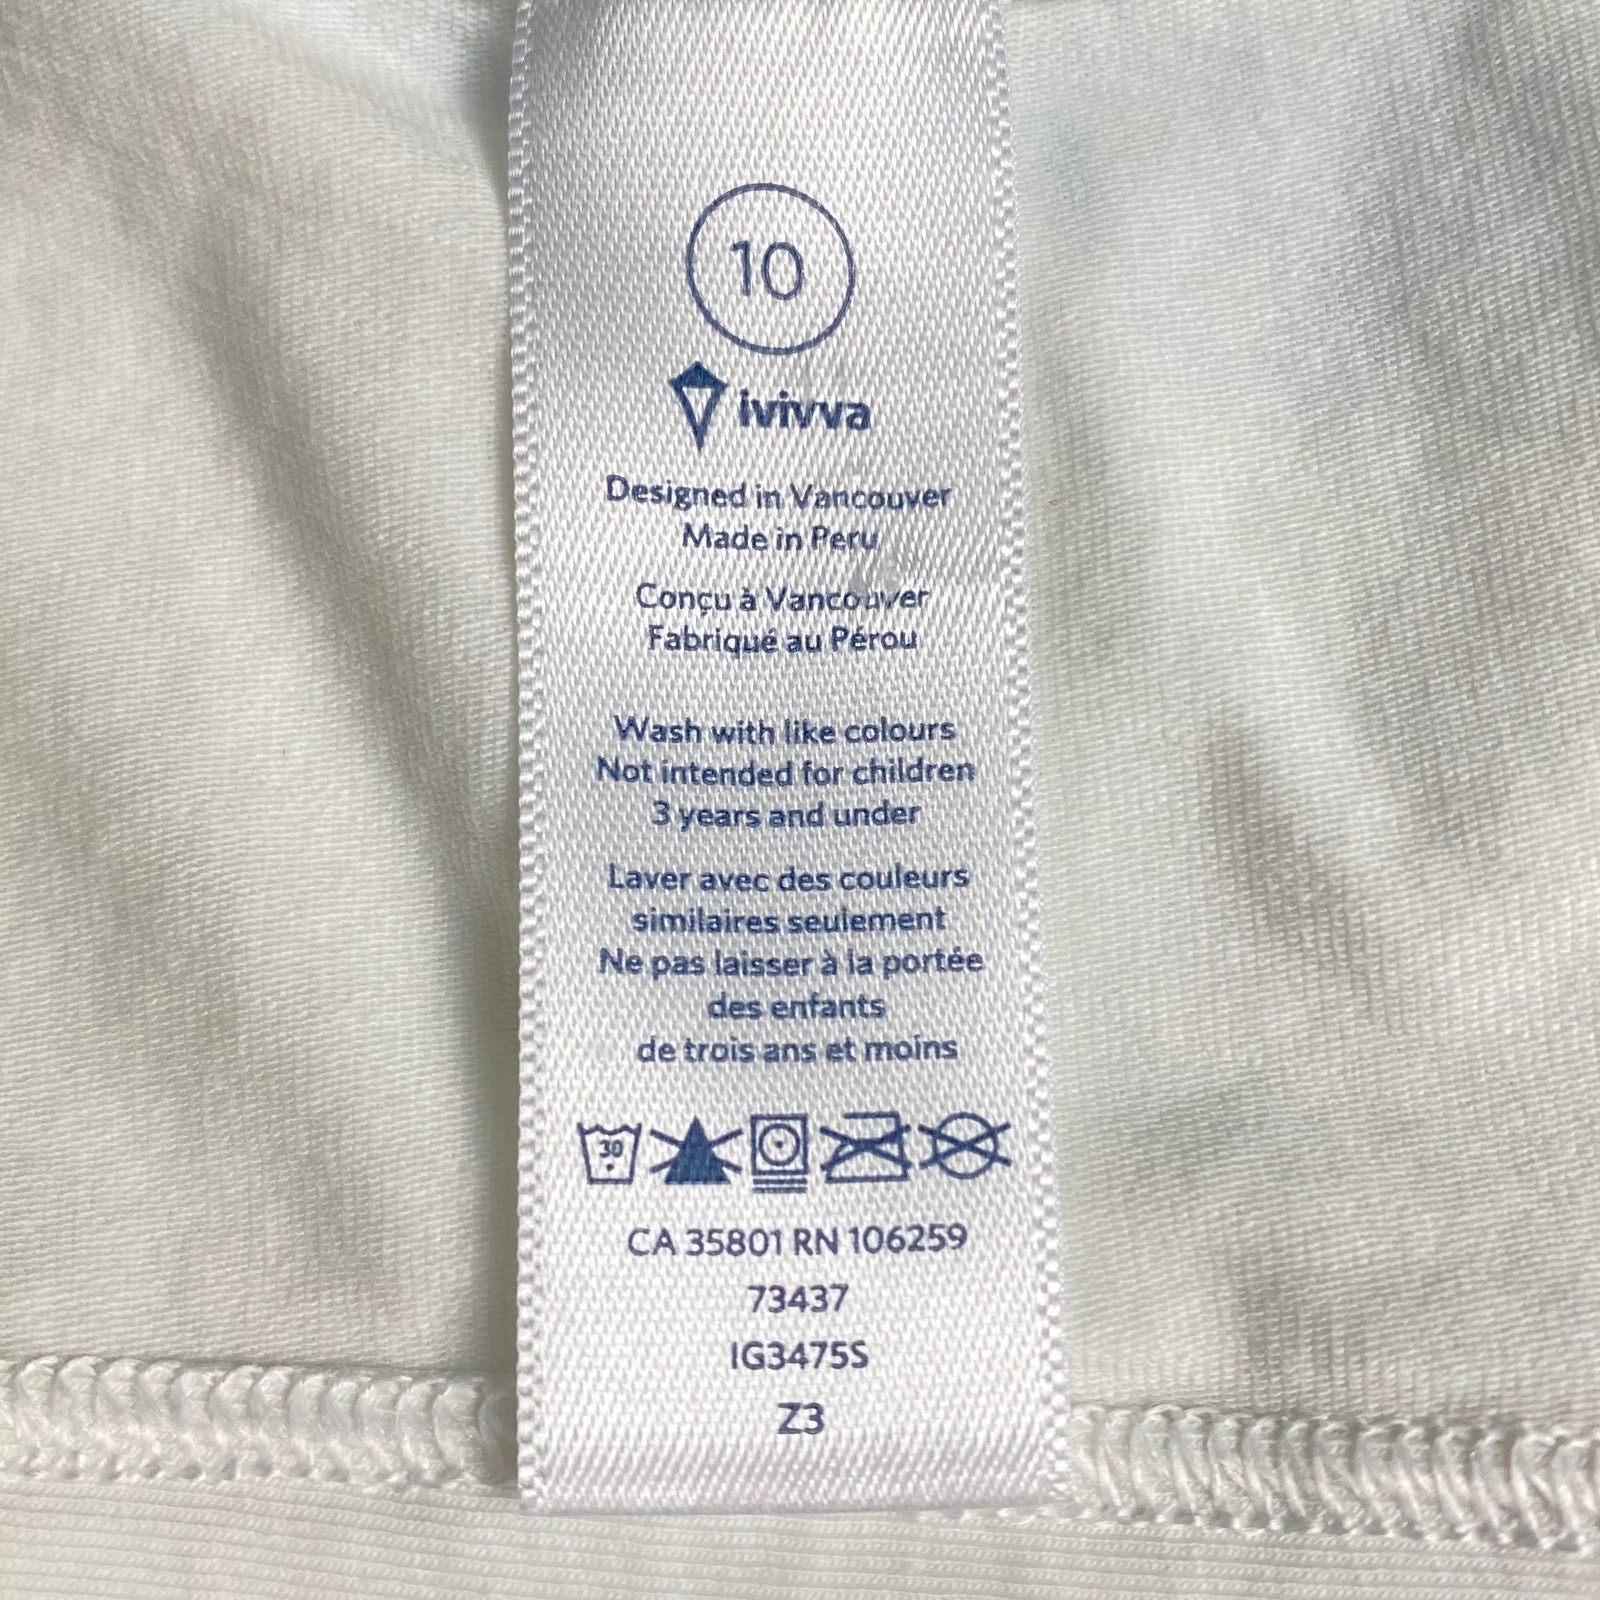 10
ivivva
Designed in Vancouver
Made in Peru
Conçu à Vancouver
Fabriqué au Pérou
Wash with like colours
Not intended for children
3 years and under
Laver avec des couleurs
similaires seulement
Ne pas laisser à la portée
des enfants
de trois ans et moins
30
CA 35801 RN 106259
73437
IG3475S
Z3